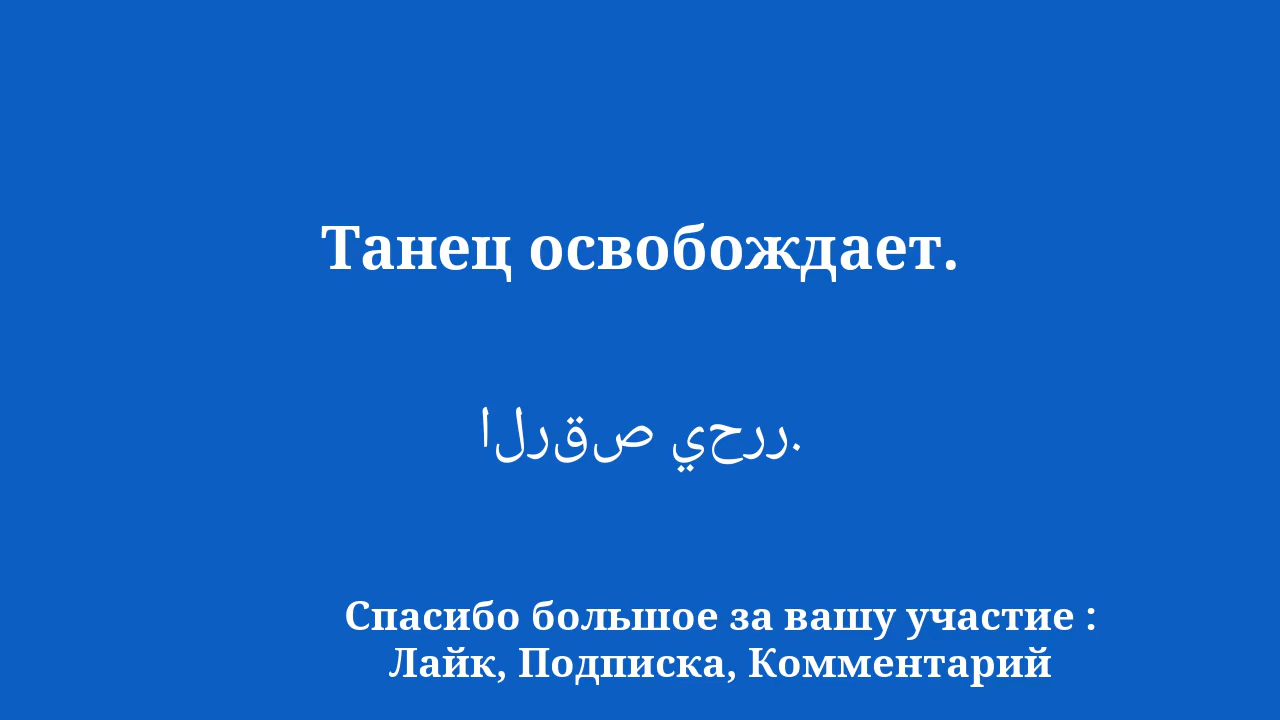 Танец освобождает.
الرقص يحرر.
Спасибо большое за вашу участие :
Лайк, Подписка, Комментарий